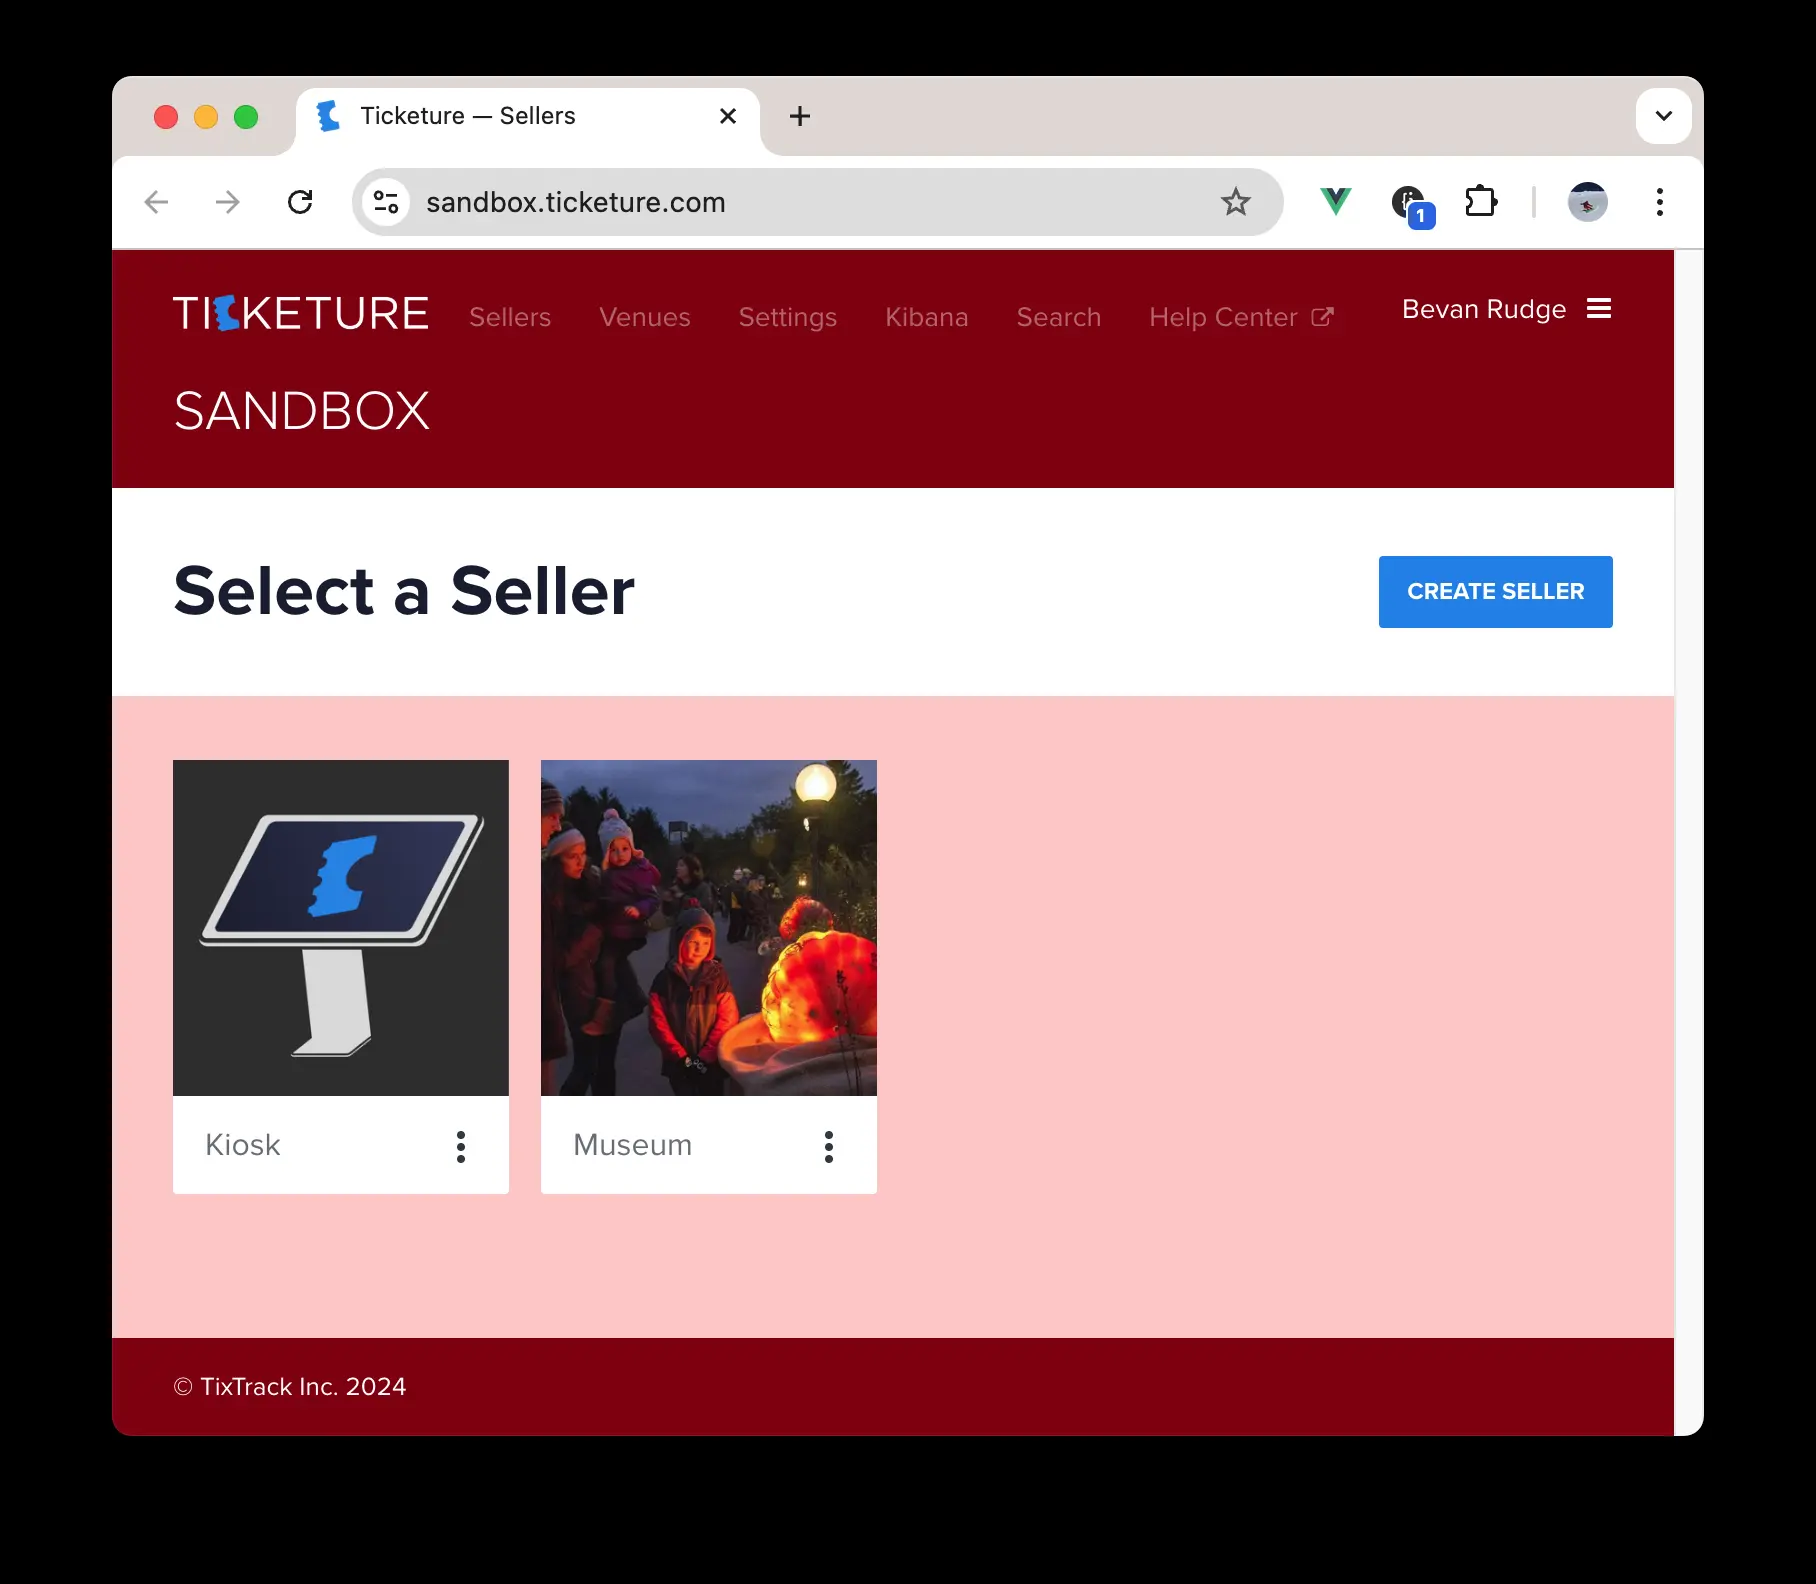 Ticketure — Sellers
sandbox.ticketure.com
1
TICKETURE Sellers Venues Settings Kibana Search Help Center Bevan Rudge
SANDBOX
Select a Seller CREATE SELLER
Kiosk Museum
© TixTrack Inc. 2024